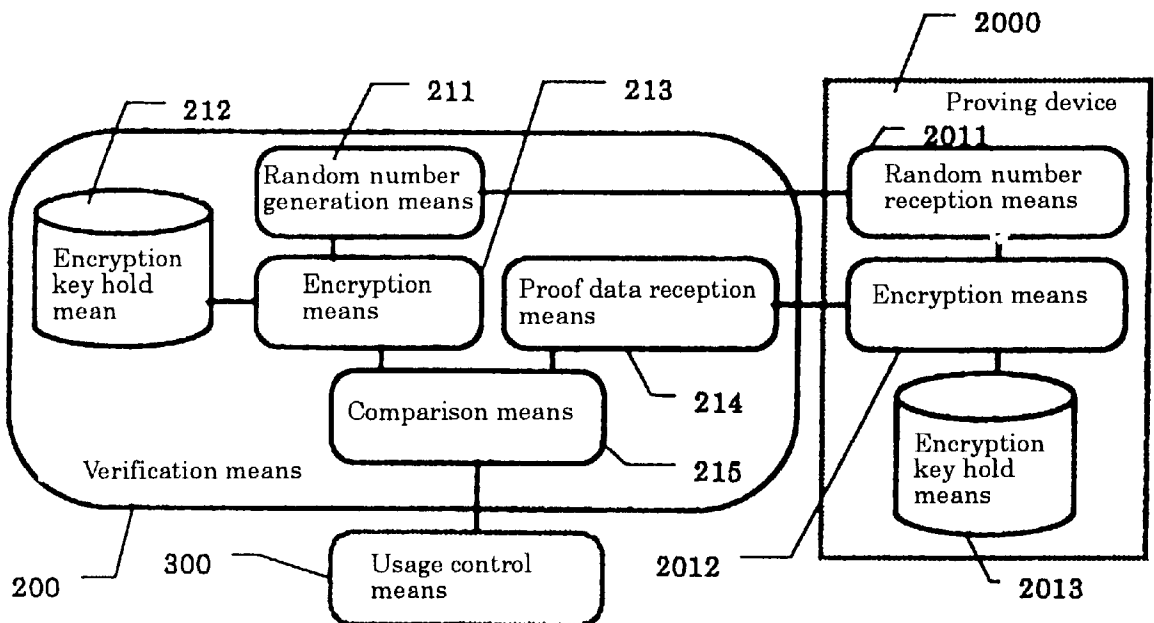 2000
Proving device
211
213
212
2011
Random number
generation means
Random number
reception means
Encryption
key hold
mean
Encryption
means
Proof data reception
means
Encryption means
Comparison means
214
Encryption
key hold
means
Verification means
215
200
300
Usage control
means
2012
2013